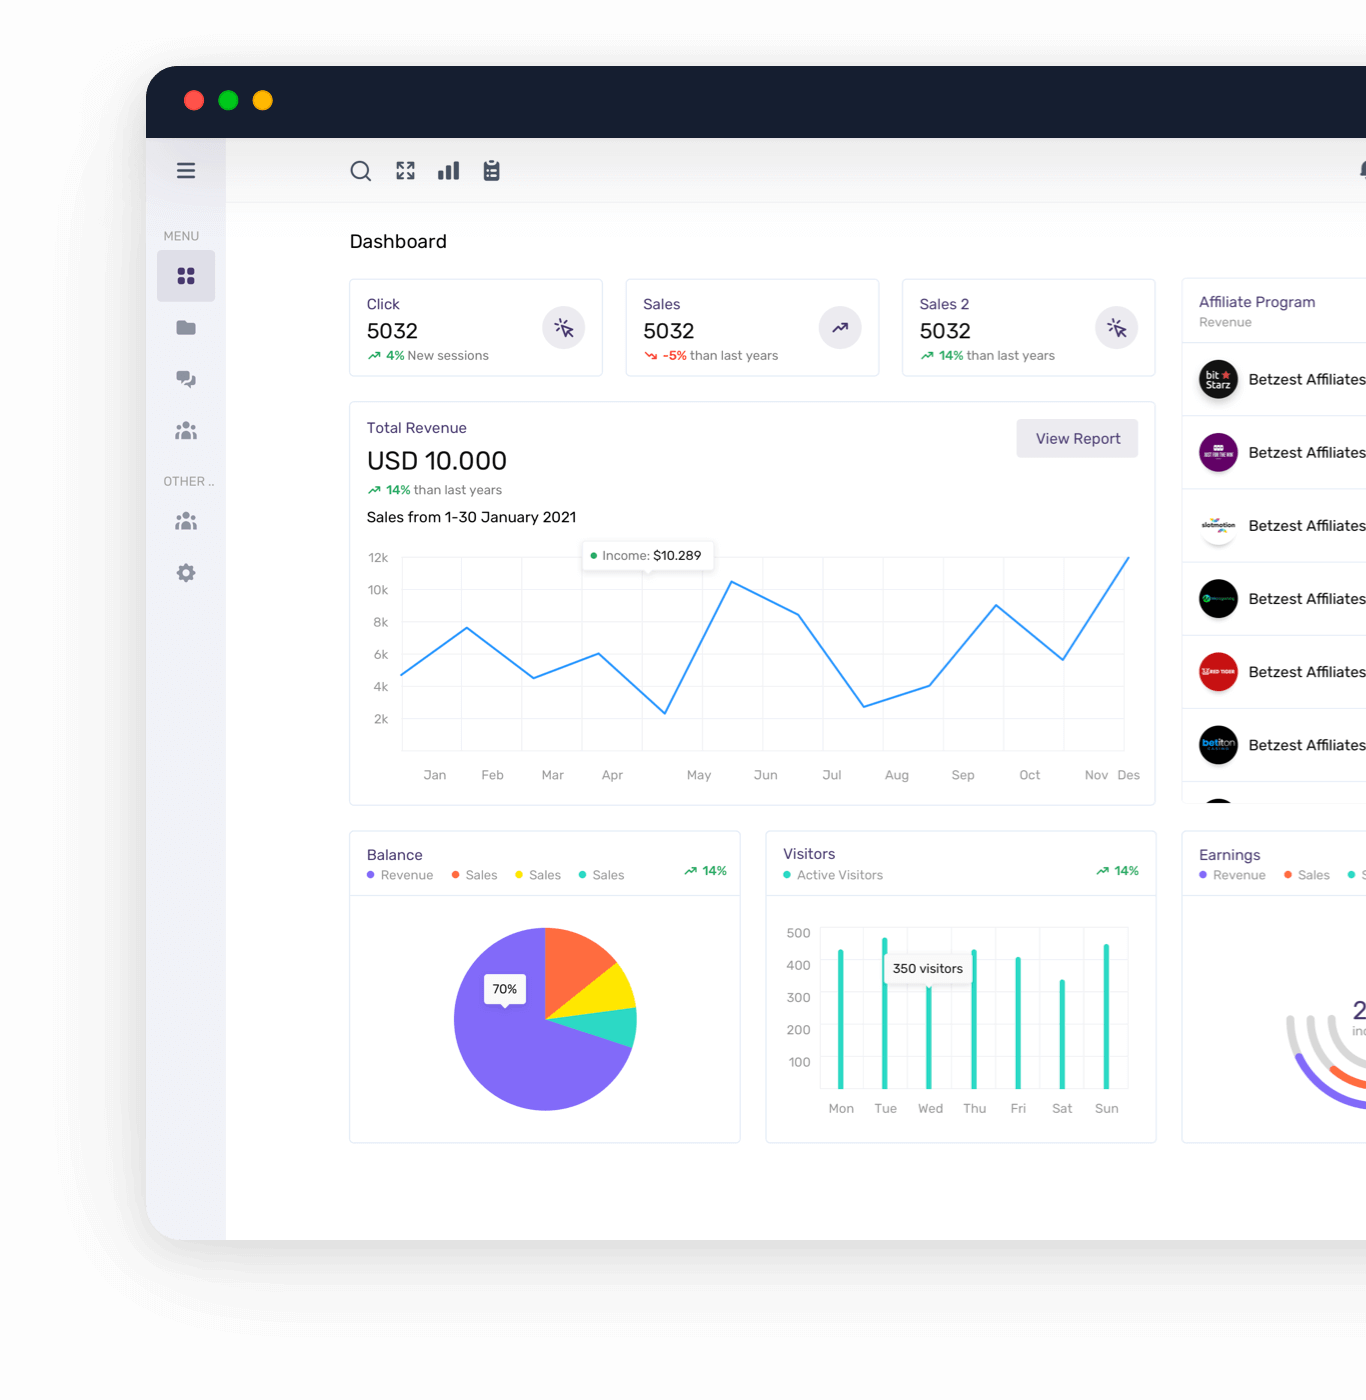 MENU
OTHER ..
Dashboard
Click
5032
4% New sessions
Sales
5032
-5% than last years
Sales 2
5032
14% than last years
Affiliate Program
Revenue
bit
Starz
Betzest Affiliates
Betzest Affiliates
slotmotion
Betzest Affiliates
Betzest Affiliates
RED TIGER
Betzest Affiliates
betiton
Betzest Affiliates
Total Revenue
USD 10.000
14% than last years
Sales from 1-30 January 2021
View Report
Income: $10.289
12k
10k
8k
6k
4k
2k
Jan Feb Mar Apr May Jun Jul Aug Sep Oct Nov Des
Balance
Revenue Sales Sales Sales
14%
70%
Visitors
Active Visitors
14%
500
400
300
200
100
350 visitors
Mon Tue Wed Thu Fri Sat Sun
Earnings
Revenue Sales
2